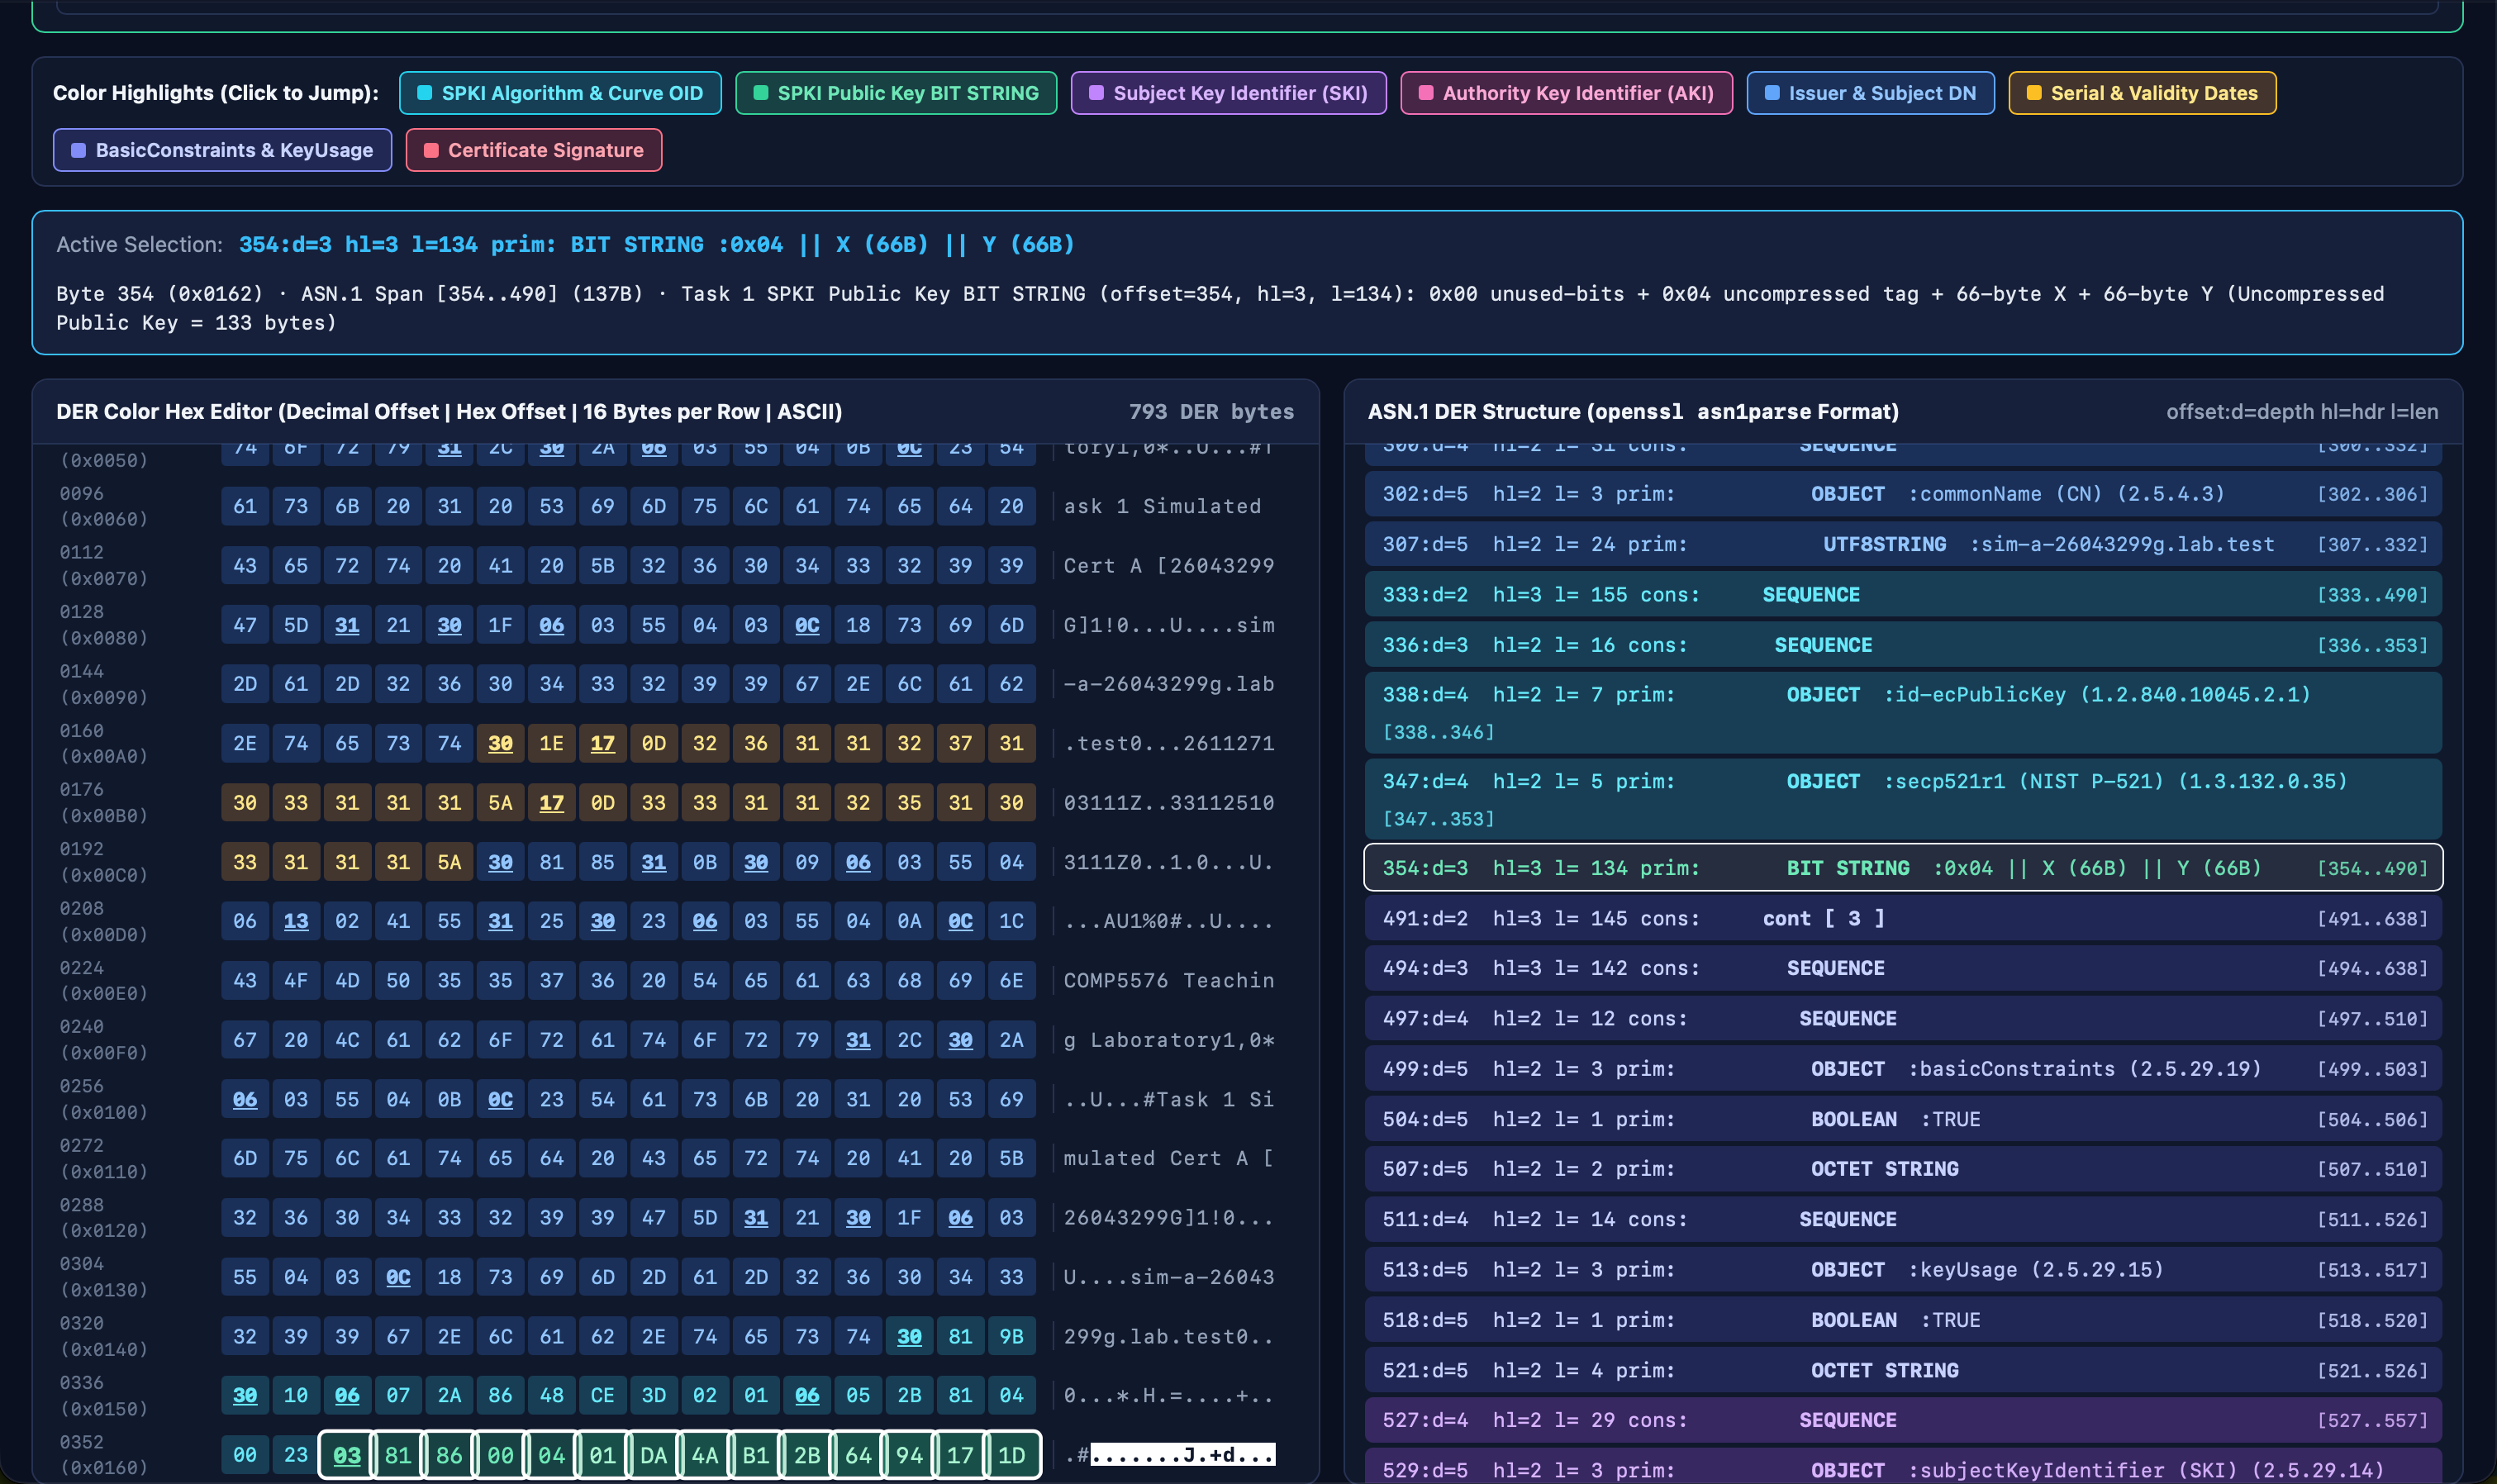 Color Highlights (Click to Jump): SPKI Algorithm & Curve OID SPKI Public Key BIT STRING Subject Key Identifier (SKI) Authority Key Identifier (AKI) Issuer & Subject DN Serial & Validity Dates
BasicConstraints & KeyUsage Certificate Signature
Active Selection: 354:d=3 hl=3 l=134 prim: BIT STRING :0x04 || X (66B) || Y (66B)
Byte 354 (0x0162) · ASN.1 Span [354..490] (137B) · Task 1 SPKI Public Key BIT STRING (offset=354, hl=3, l=134): 0x00 unused-bits + 0x04 uncompressed tag + 66-byte X + 66-byte Y (Uncompressed
Public Key = 133 bytes)
DER Color Hex Editor (Decimal Offset | Hex Offset | 16 Bytes per Row | ASCII) 793 DER bytes
(0x0050) 74 6F 72 79 31 2C 30 2A 06 03 55 04 0B 0C 23 54 tory1,0*..U...#T
0096 (0x0060) 61 73 6B 20 31 20 53 69 6D 75 6C 61 74 65 64 20 ask 1 Simulated
0112 (0x0070) 43 65 72 74 20 41 20 5B 32 36 30 34 33 32 39 39 Cert A [26043299
0128 (0x0080) 47 5D 31 21 30 1F 06 03 55 04 03 0C 18 73 69 6D G]1!0...U....sim
0144 (0x0090) 2D 61 2D 32 36 30 34 33 32 39 39 67 2E 6C 61 62 -a-26043299g.lab
0160 (0x00A0) 2E 74 65 73 74 30 1E 17 0D 32 36 31 31 32 37 31 .test0...2611271
0176 (0x00B0) 30 33 31 31 31 5A 17 0D 33 33 31 31 32 35 31 30 03111Z..33112510
0192 (0x00C0) 33 31 31 31 5A 30 81 85 31 0B 30 09 06 03 55 04 3111Z0..1.0...U.
0208 (0x00D0) 06 13 02 41 55 31 25 30 23 06 03 55 04 0A 0C 1C ...AU1%0#..U....
0224 (0x00E0) 43 4F 4D 50 35 35 37 36 20 54 65 61 63 68 69 6E COMP5576 Teachin
0240 (0x00F0) 67 20 4C 61 62 6F 72 61 74 6F 72 79 31 2C 30 2A g Laboratory1,0*
0256 (0x0100) 06 03 55 04 0B 0C 23 54 61 73 6B 20 31 20 53 69 ..U...#Task 1 Si
0272 (0x0110) 6D 75 6C 61 74 65 64 20 43 65 72 74 20 41 20 5B mulated Cert A [
0288 (0x0120) 32 36 30 34 33 32 39 39 47 5D 31 21 30 1F 06 03 26043299G]1!0...
0304 (0x0130) 55 04 03 0C 18 73 69 6D 2D 61 2D 32 36 30 34 33 U....sim-a-26043
0320 (0x0140) 32 39 39 67 2E 6C 61 62 2E 74 65 73 74 30 81 9B 299g.lab.test0..
0336 (0x0150) 30 10 06 07 2A 86 48 CE 3D 02 01 06 05 2B 81 04 0...*.H.=....+..
0352 (0x0160) 00 23 03 81 86 00 04 01 DA 4A B1 2B 64 94 17 1D .#.......J.+d...
ASN.1 DER Structure (openssl asn1parse Format) offset:d=depth hl=hdr l=len
300:d=4 hl=2 l= 31 cons: SEQUENCE [300..332]
302:d=5 hl=2 l= 3 prim: OBJECT :commonName (CN) (2.5.4.3) [302..306]
307:d=5 hl=2 l= 24 prim: UTF8STRING :sim-a-26043299g.lab.test [307..332]
333:d=2 hl=3 l= 155 cons: SEQUENCE [333..490]
336:d=3 hl=2 l= 16 cons: SEQUENCE [336..353]
338:d=4 hl=2 l= 7 prim: OBJECT :id-ecPublicKey (1.2.840.10045.2.1)
[338..346]
347:d=4 hl=2 l= 5 prim: OBJECT :secp521r1 (NIST P-521) (1.3.132.0.35)
[347..353]
354:d=3 hl=3 l= 134 prim: BIT STRING :0x04 || X (66B) || Y (66B) [354..490]
491:d=2 hl=3 l= 145 cons: cont [ 3 ] [491..638]
494:d=3 hl=3 l= 142 cons: SEQUENCE [494..638]
497:d=4 hl=2 l= 12 cons: SEQUENCE [497..510]
499:d=5 hl=2 l= 3 prim: OBJECT :basicConstraints (2.5.29.19) [499..503]
504:d=5 hl=2 l= 1 prim: BOOLEAN :TRUE [504..506]
507:d=5 hl=2 l= 2 prim: OCTET STRING [507..510]
511:d=4 hl=2 l= 14 cons: SEQUENCE [511..526]
513:d=5 hl=2 l= 3 prim: OBJECT :keyUsage (2.5.29.15) [513..517]
518:d=5 hl=2 l= 1 prim: BOOLEAN :TRUE [518..520]
521:d=5 hl=2 l= 4 prim: OCTET STRING [521..526]
527:d=4 hl=2 l= 29 cons: SEQUENCE [527..557]
529:d=5 hl=2 l= 3 prim: OBJECT :subjectKeyIdentifier (SKI) (2.5.29.14)